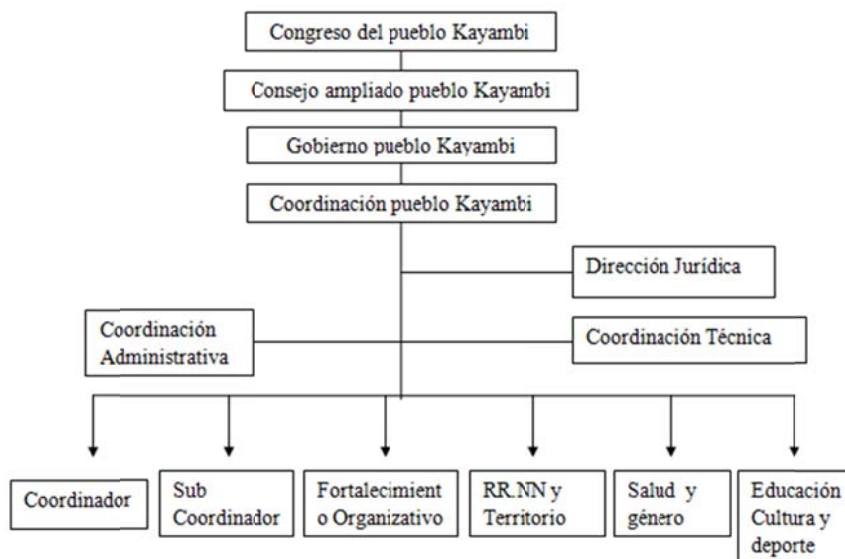 Congreso del pueblo Kayambi
Consejo ampliado pueblo Kayambi
Gobierno pueblo Kayambi
Coordinación pueblo Kayambi
Dirección Jurídica
Coordinación
Administrativa
Coordinación Técnica
Coordinador
Sub
Coordinador
Fortalecimient
o Organizativo
RR.NN y
Territorio
Salud y
género
Educación
Cultura y
deporte